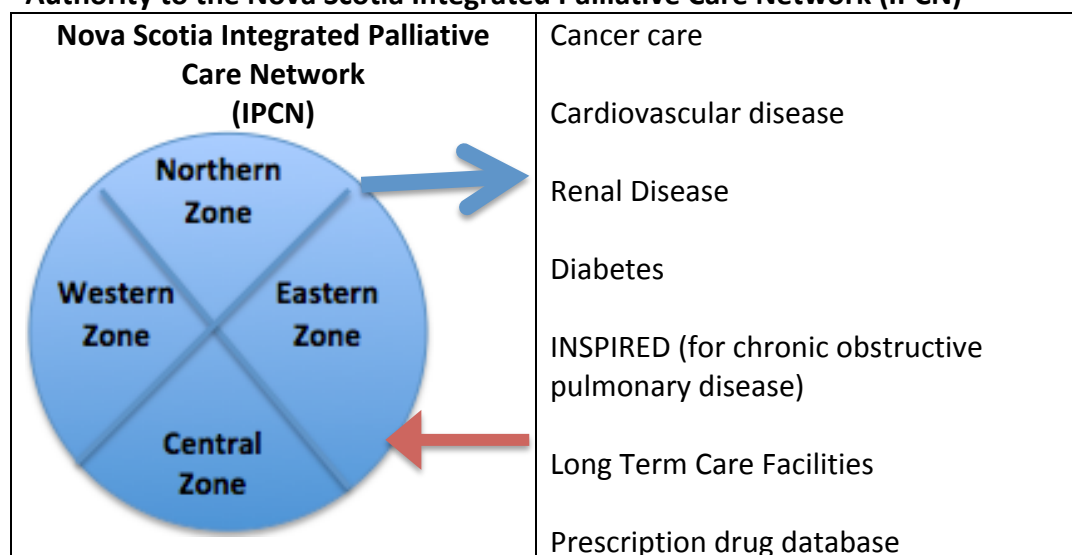 Authority to the Nova Scotia Integrated Palliative Care Network (IPCN)
Nova Scotia Integrated Palliative
Care Network
(IPCN)
Northern
Zone
Western
Zone
Eastern
Zone
Central
Zone
Cancer care
Cardiovascular disease
Renal Disease
Diabetes
INSPIRED (for chronic obstructive
pulmonary disease)
Long Term Care Facilities
Prescription drug database